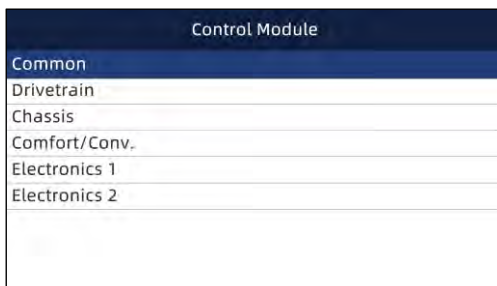 Control Module
Common
Drivetrain
Chassis
Comfort/Conv.
Electronics 1
Electronics 2